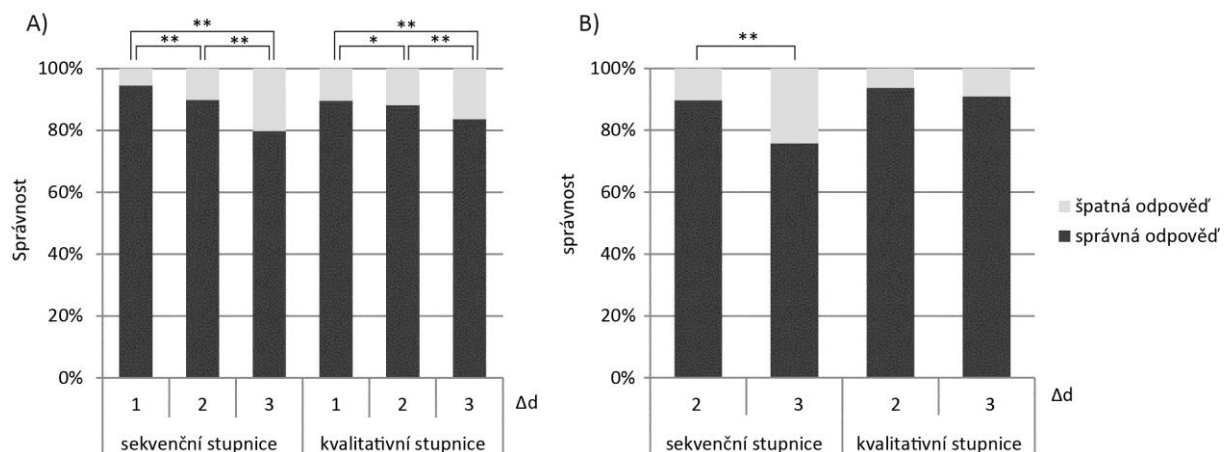 A)
** **
** ** * **
100%
80%
60%
40%
20%
0%
Správnost
1 2 3 1 2 3 Δd
sekvenční stupnice kvalitativní stupnice
B)
**
100%
80%
60%
40%
20%
0%
správnost
2 3 2 3 Δd
sekvenční stupnice kvalitativní stupnice
špatná odpověď
správná odpověď